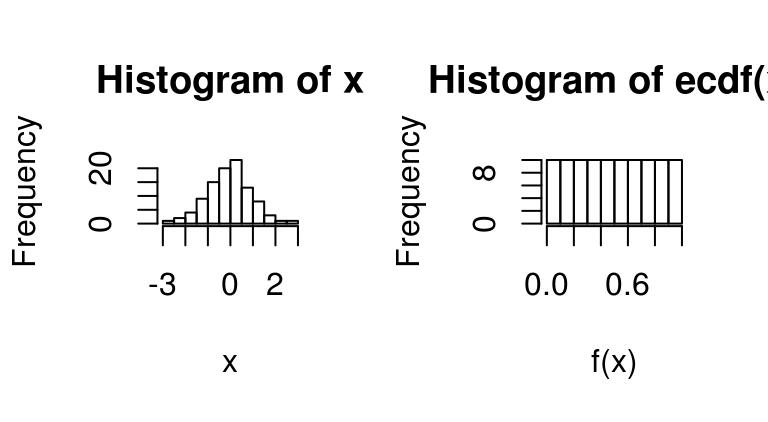 Histogram of x
Frequency
0 20
-3 0 2
x
Histogram of ecdf(
Frequency
0 8
0.0 0.6
f(x)